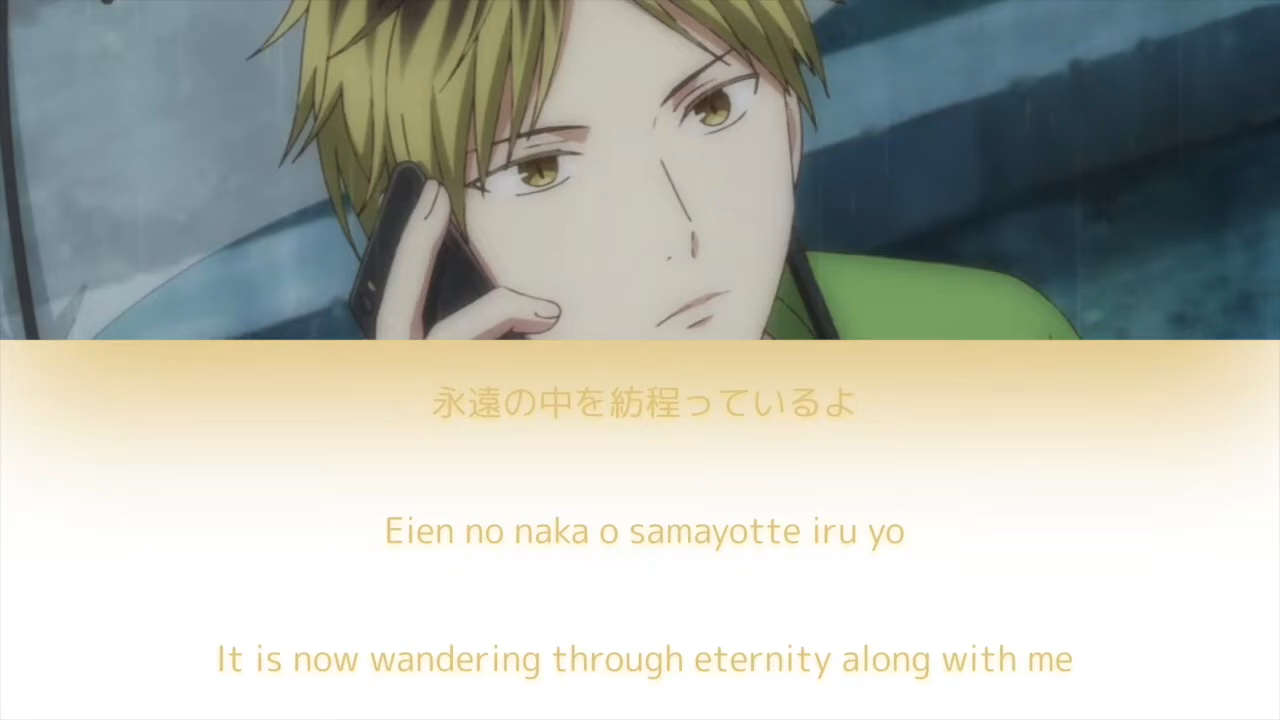 永遠の中を紡程っているよ
Eien no naka o samayotte iru yo
It is now wandering through eternity along with me